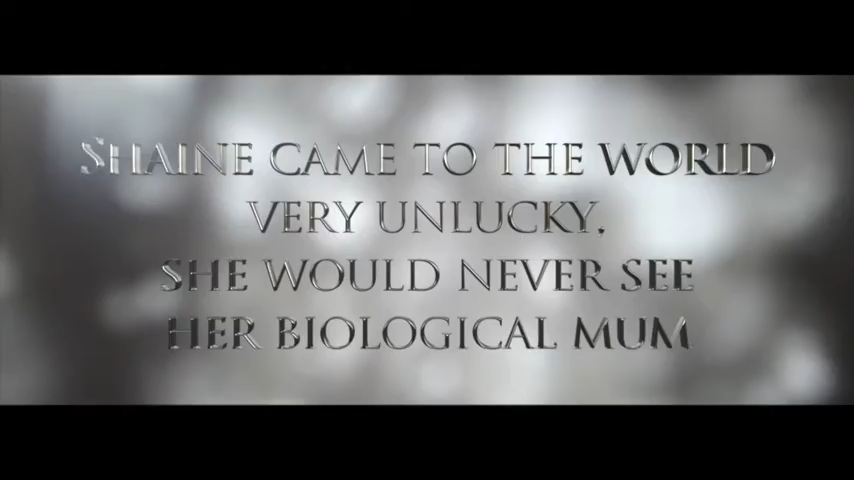 SHAINE CAME TO THE WORLD
VERY UNLUCKY.
SHE WOULD NEVER SEE
HER BIOLOGICAL MUM